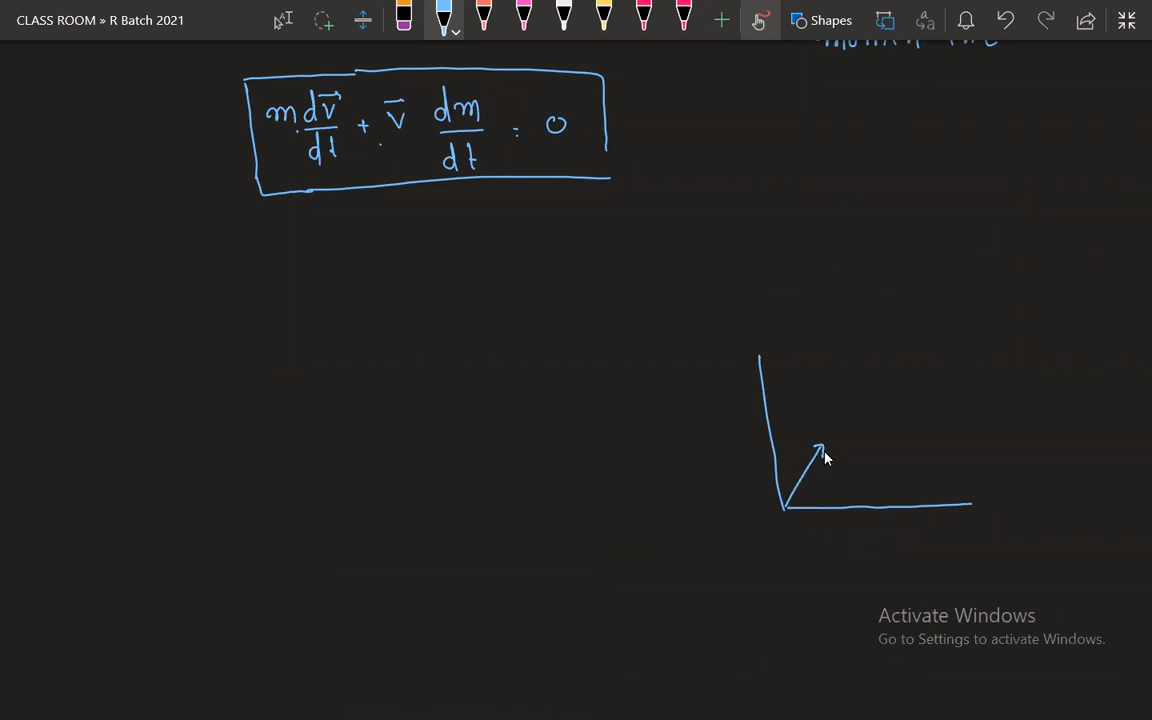 CLASS ROOM » R Batch 2021
Shapes
m dv⃗/dt + v⃗ dm/dt = 0
Activate Windows
Go to Settings to activate Windows.